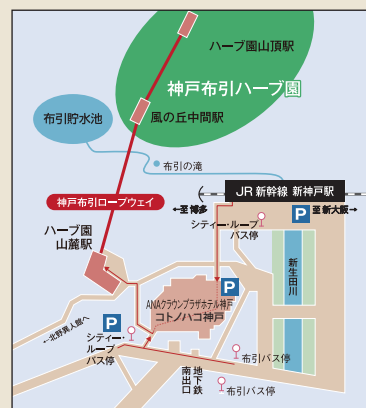 ハーブ園山頂駅
神戸布引ハーブ園
風の丘中間駅
布引貯水池
布引の滝
JR 新幹線 新神戸駅
神戸布引ロープウェイ
←至博多
P
至新大阪→
シティー・ループ
バス停
ハーブ園
山麓駅
新生田川
P
ANAクラウンプラザホテル神戸
コトノハコ神戸
←北野異人館へ
P
シティー・
ループ
バス停
地下鉄
南出口
布引バス停
布引バス停